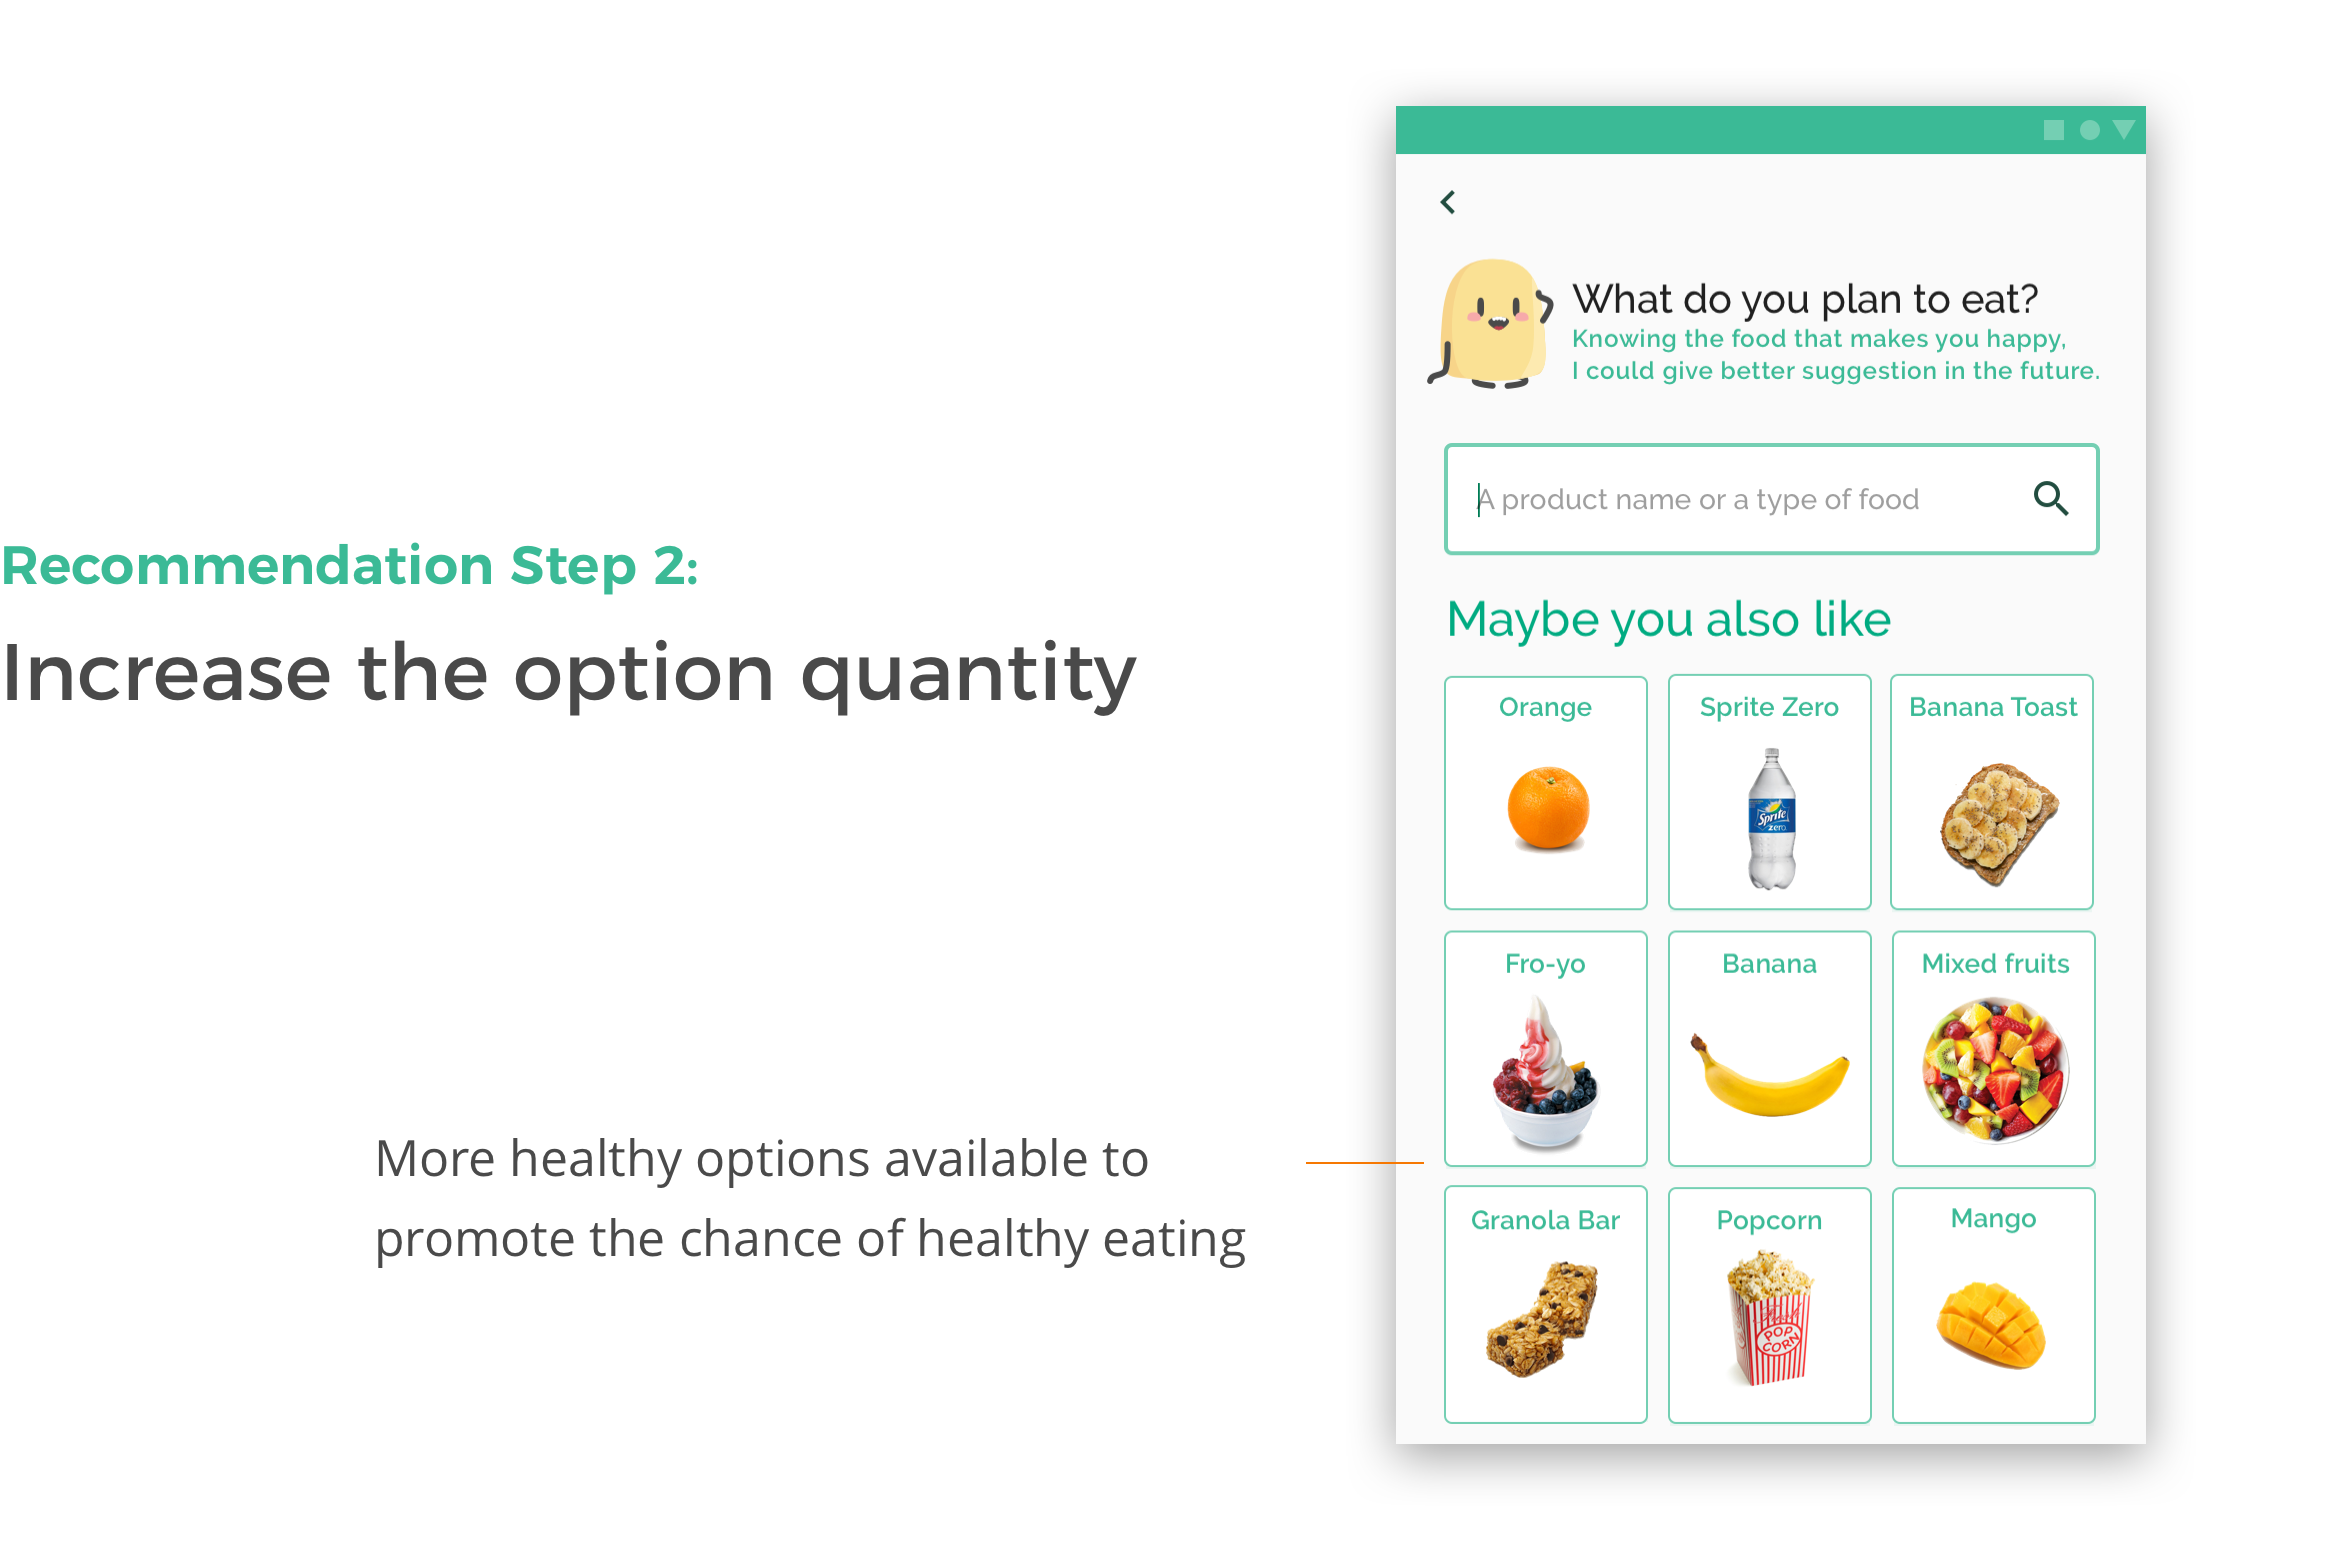 Recommendation Step 2:
Increase the option quantity
More healthy options available to
promote the chance of healthy eating
What do you plan to eat?
Knowing the food that makes you happy,
I could give better suggestion in the future.
A product name or a type of food
Maybe you also like
Orange
Sprite Zero
Banana Toast
Sprite
zero
Fro-yo
Banana
Mixed fruits
Granola Bar
Popcorn
Mango
Fresh
POP
CORN